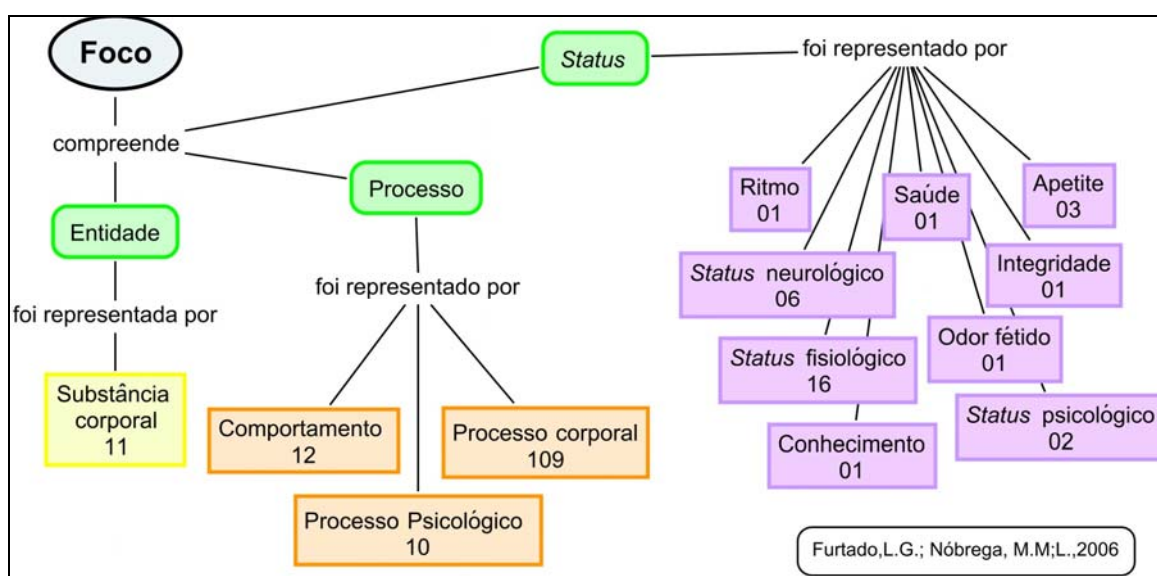 Foco
Status
foi representado por
compreende
Processo
Entidade
foi representada por
Substância
corporal
11
foi representado por
Comportamento
12
Processo corporal
109
Processo Psicológico
10
Ritmo
01
Saúde
01
Apetite
03
Status neurológico
06
Integridade
01
Status fisiológico
16
Odor fétido
01
Conhecimento
01
Status psicológico
02
Furtado,L.G.; Nóbrega, M.M;L.,2006